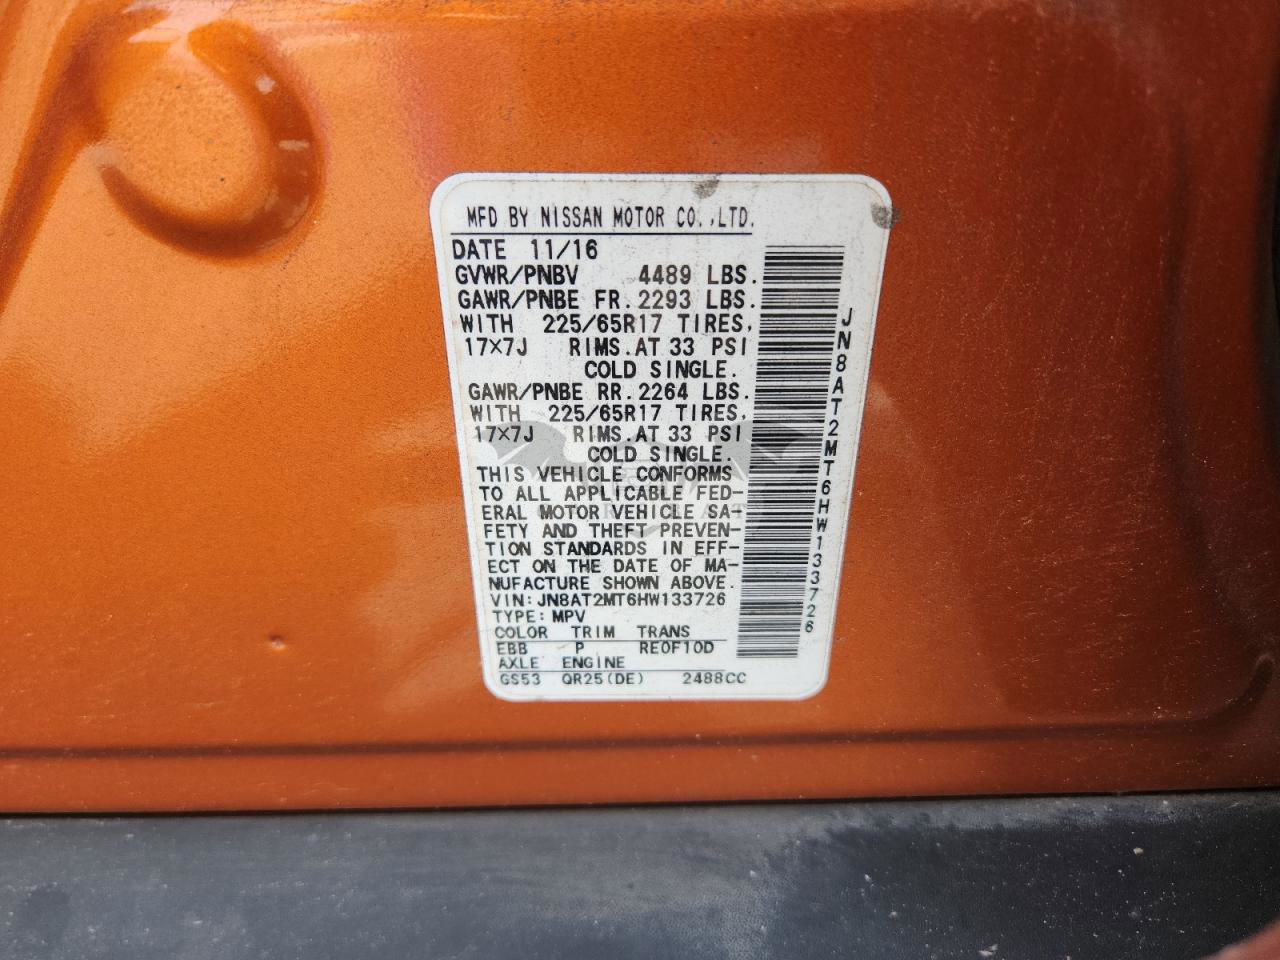 MFD BY NISSAN MOTOR CO.,LTD.
DATE 11/16
GVWR/PNBV 4489 LBS.
GAWR/PNBE FR. 2293 LBS.
WITH 225/65R17 TIRES,
17×7J RIMS.AT 33 PSI
COLD SINGLE.
GAWR/PNBE RR. 2264 LBS.
WITH 225/65R17 TIRES,
17×7J RIMS.AT 33 PSI
COLD SINGLE.
THIS VEHICLE CONFORMS
TO ALL APPLICABLE FED-
ERAL MOTOR VEHICLE SA-
FETY AND THEFT PREVEN-
TION STANDARDS IN EFF-
ECT ON THE DATE OF MA-
NUFACTURE SHOWN ABOVE.
VIN: JN8AT2MT6HW133726
TYPE: MPV
COLOR TRIM TRANS
EBB P RE0F10D
AXLE ENGINE
GS53 QR25(DE) 2488CC
JN8AT2MT6HW133726